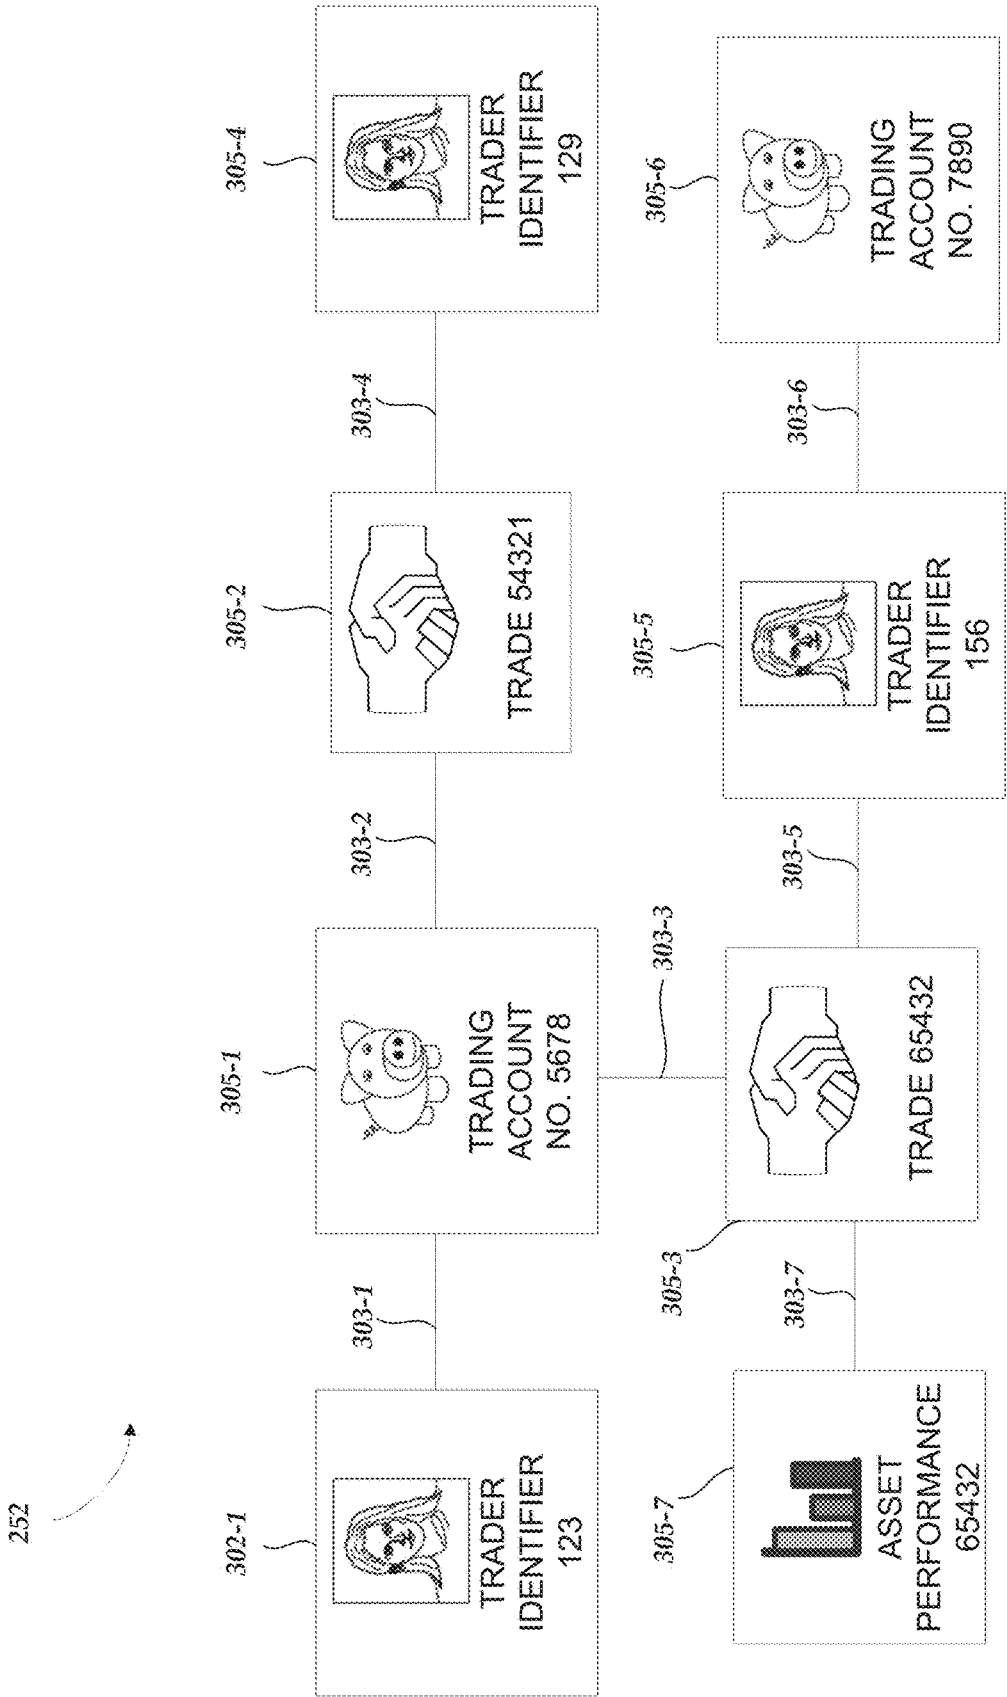 252
302-1
TRADER
IDENTIFIER
123
303-1
305-1
TRADING
ACCOUNT
NO. 5678
303-2
305-2
TRADE 54321
303-4
305-4
TRADER
IDENTIFIER
129
303-3
305-7
ASSET
PERFORMANCE
65432
303-7
305-3
TRADE 65432
303-5
305-5
TRADER
IDENTIFIER
156
303-6
305-6
TRADING
ACCOUNT
NO. 7890